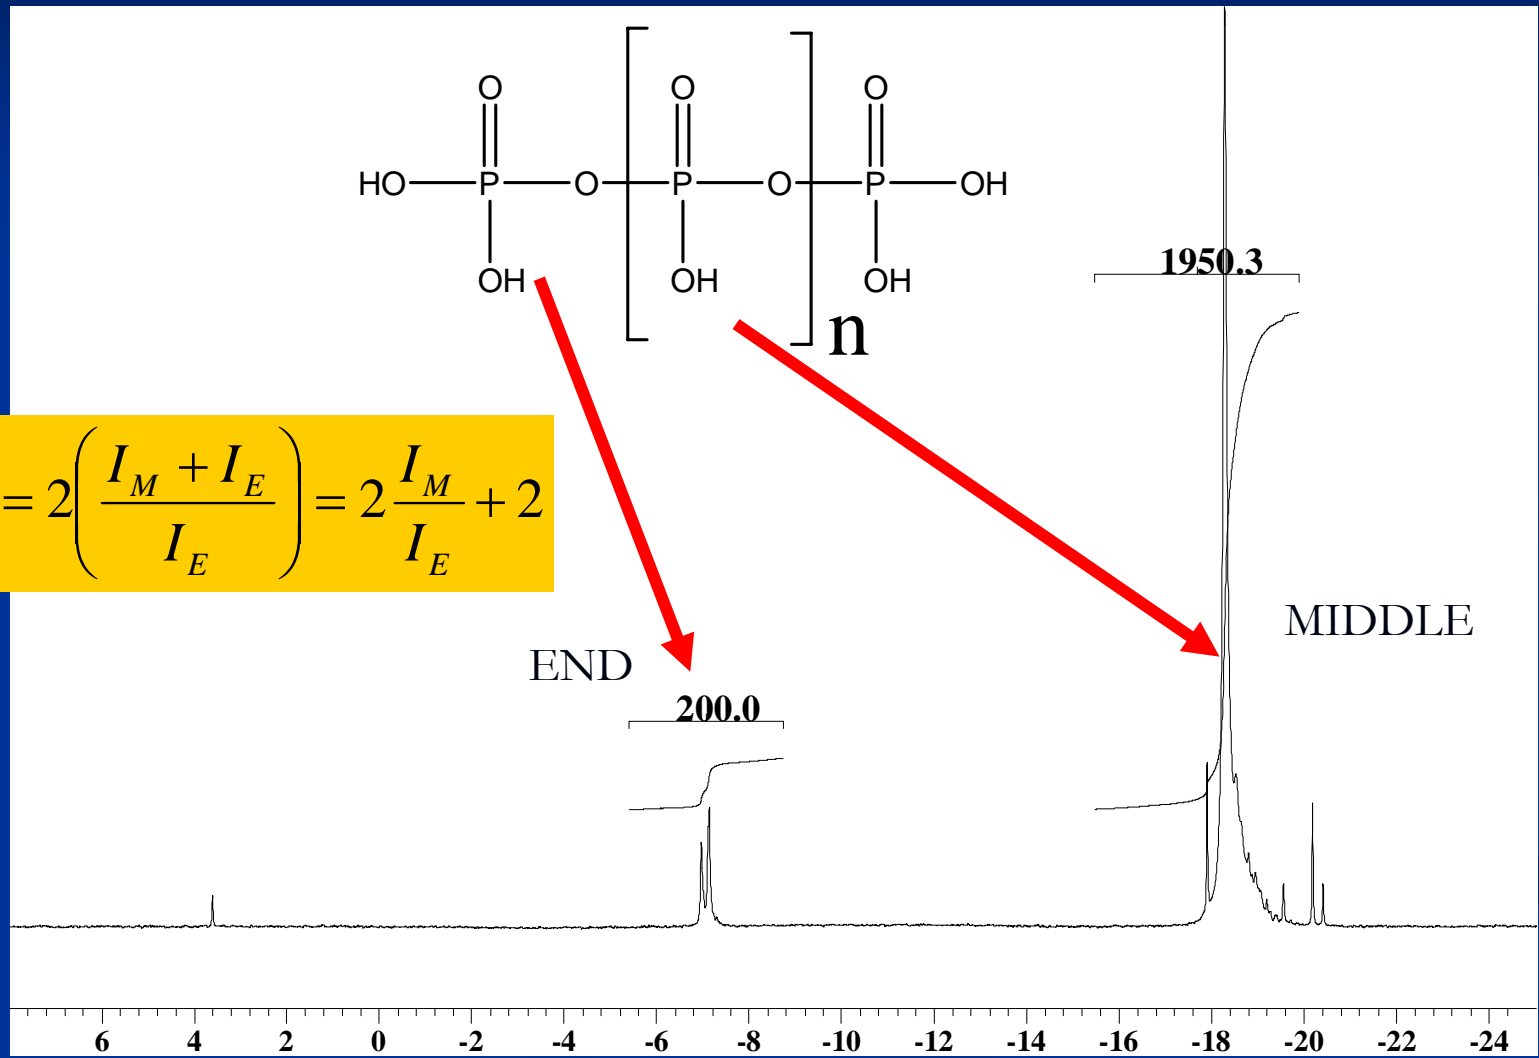 O O O
HO P O P O P OH
OH OH OH
n
1950.3
= 2( I_M + I_E / I_E ) = 2 I_M / I_E + 2
MIDDLE
END
200.0
6 4 2 0 -2 -4 -6 -8 -10 -12 -14 -16 -18 -20 -22 -24